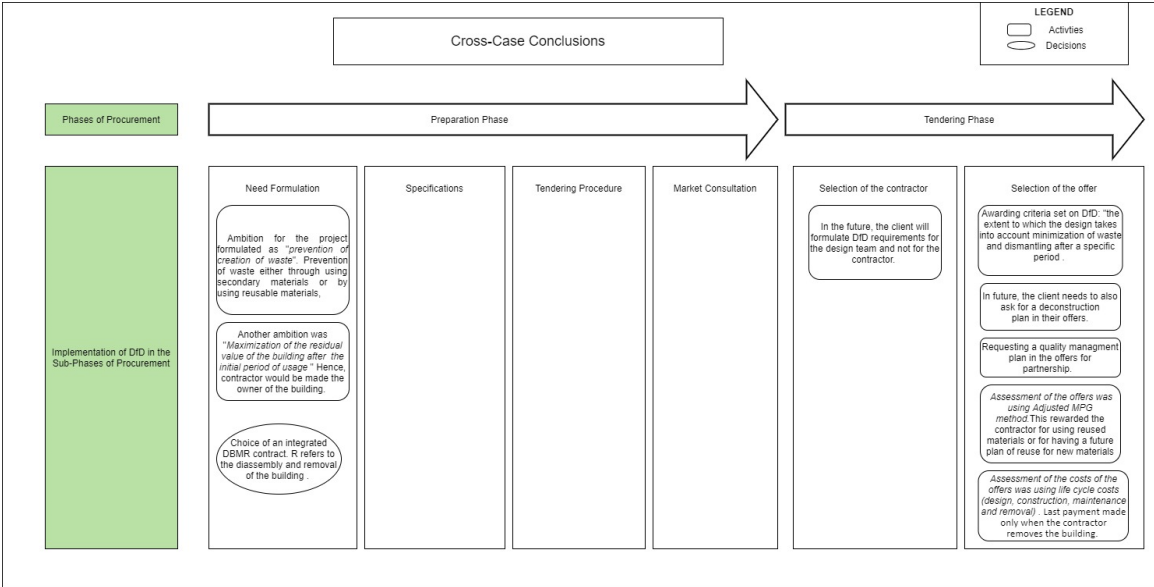 LEGEND
Activties
Decisions
Cross-Case Conclusions
Phases of Procurement
Preparation Phase
Tendering Phase
Implementation of DfD in the
Sub-Phases of Procurement
Need Formulation
Ambition for the project
formulated as "prevention of
creation of waste". Prevention
of waste either through using
secondary materials or by
using reusable materials,
Another ambition was
"Maximization of the residual
value of the building after the
initial period of usage " Hence,
contractor would be made the
owner of the building.
Choice of an integrated
DBMR contract. R refers to
the diassembly and removal
of the building .
Specifications
Tendering Procedure
Market Consultation
Selection of the contractor
In the future, the client will
formulate DfD requirements for
the design team and not for the
contractor.
Selection of the offer
Awarding criteria set on DfD: "the
extent to which the design takes
into account minimization of waste
and dismantling after a specific
period .
In future, the client needs to also
ask for a deconstruction
plan in their offers.
Requesting a quality managment
plan in the offers for
partnership.
Assessment of the offers was
using Adjusted MPG
method.This rewarded the
contractor for using reused
materials or for having a future
plan of reuse for new materials
Assessment of the costs of the
offers was using life cycle costs
(design, construction, maintenance
and removal) . Last payment made
only when the contractor
removes the building.